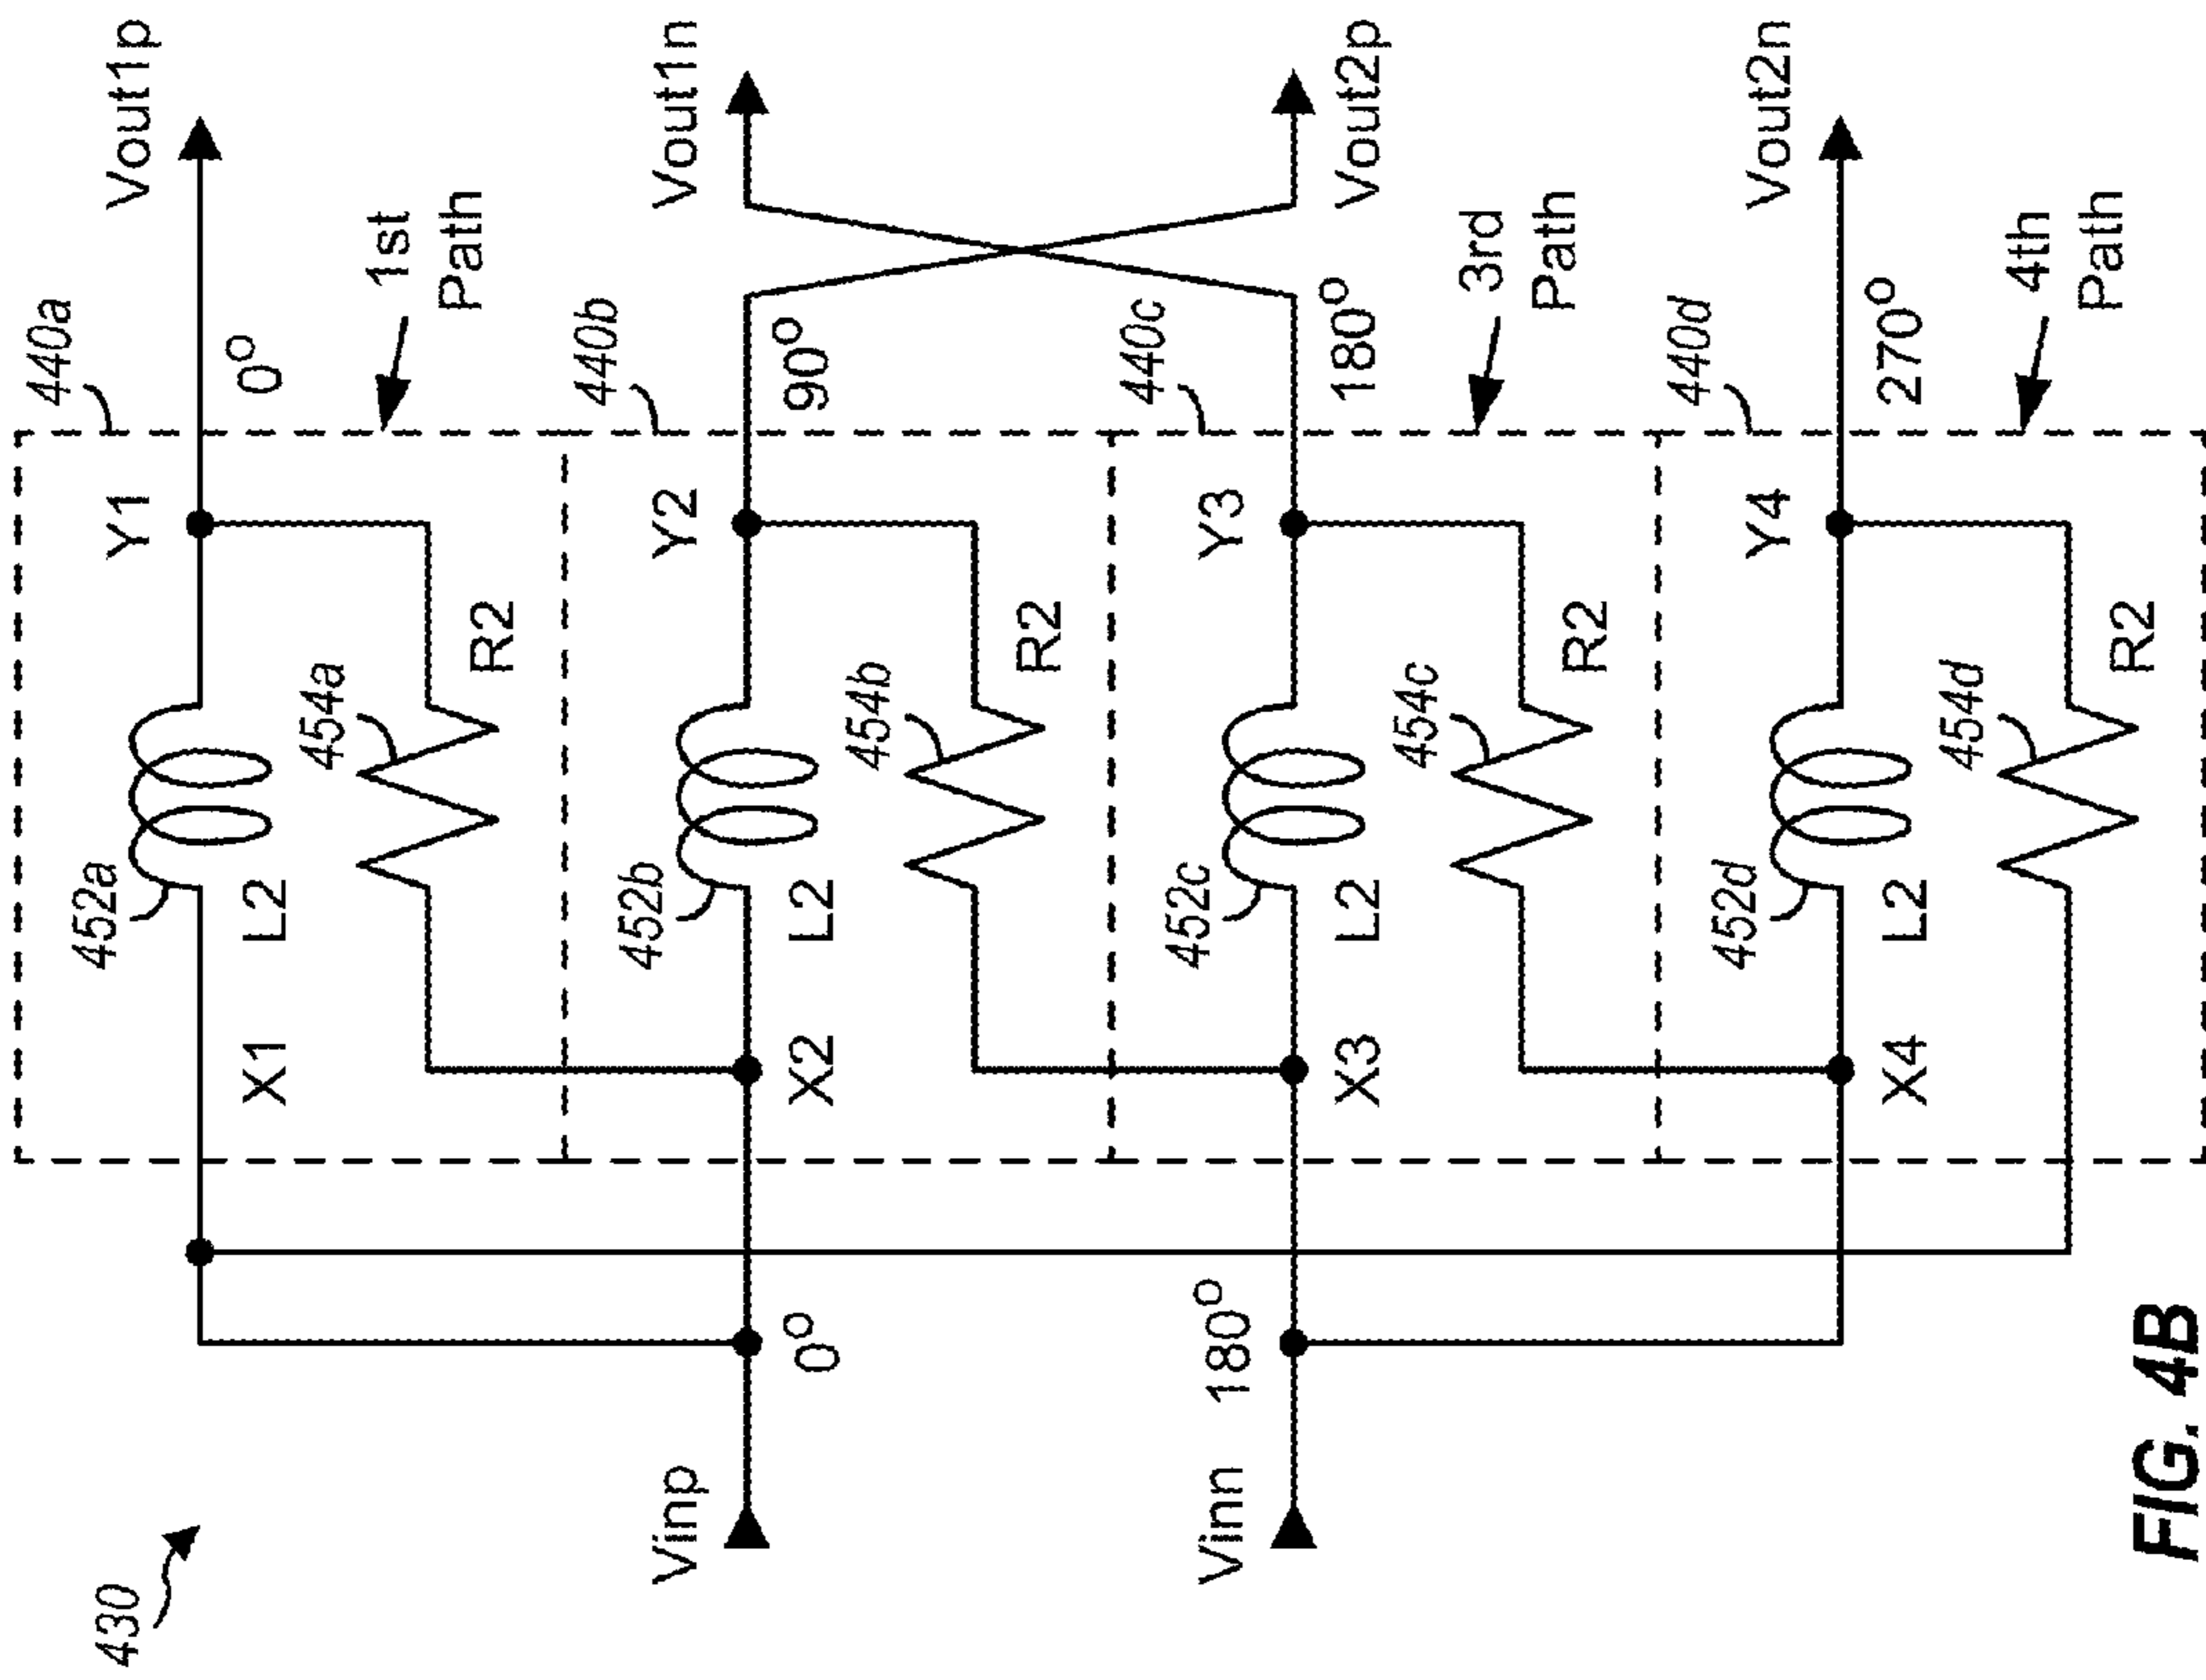 430
440a
Vout1p
452a
Y1
0°
X1
L2
454a
1st
Path
R2
440b
Vinp
Vout1n
452b
Y2
0°
X2
L2
90°
454b
R2
440c
Vinn
180°
452c
Y3
Vout2p
X3
L2
180°
454c
3rd
Path
R2
440d
452d
Y4
Vout2n
X4
L2
270°
454d
4th
Path
R2
FIG. 4B